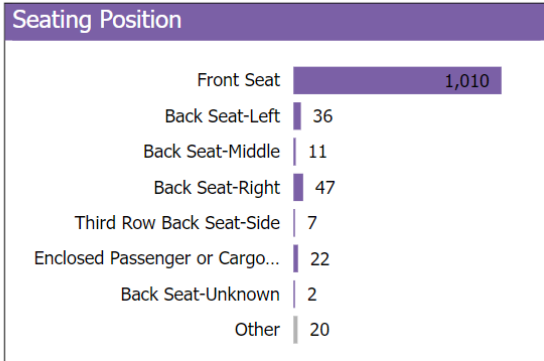 Seating Position
Front Seat 1,010
Back Seat-Left 36
Back Seat-Middle 11
Back Seat-Right 47
Third Row Back Seat-Side 7
Enclosed Passenger or Cargo... 22
Back Seat-Unknown 2
Other 20